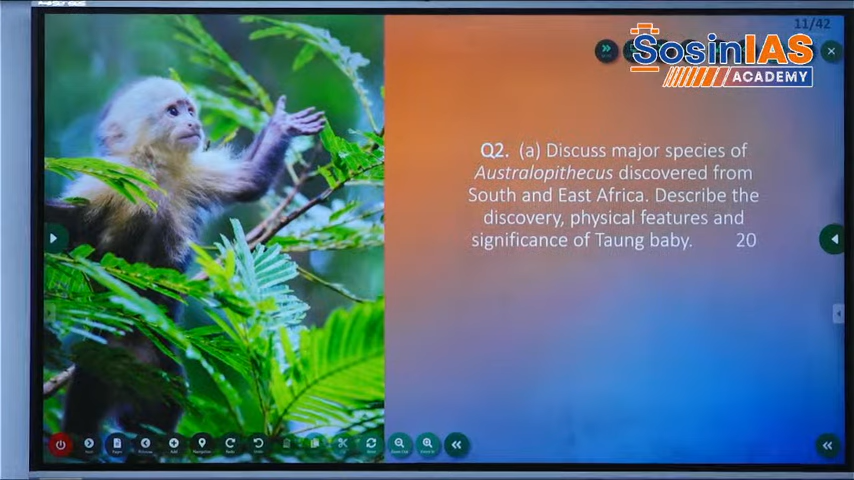 11/42
SosinIAS
ACADEMY
Q2. (a) Discuss major species of
Australopithecus discovered from
South and East Africa. Describe the
discovery, physical features and
significance of Taung baby. 20